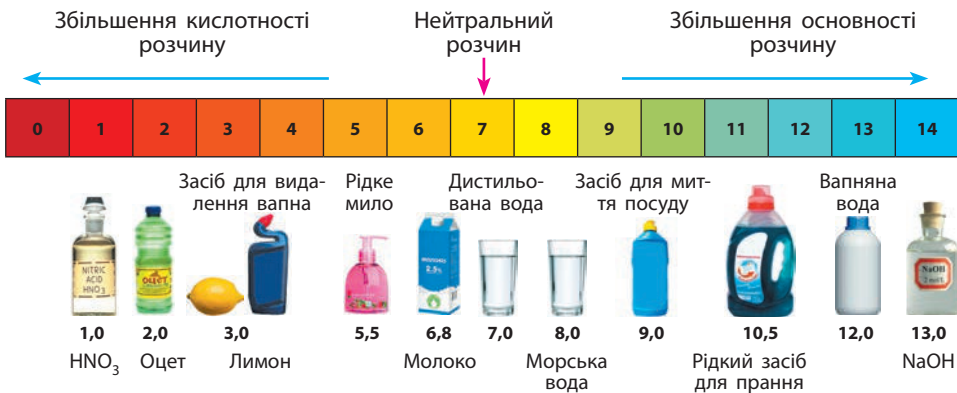 Збільшення кислотності
розчину
Нейтральний
розчин
Збільшення основності
розчину
0 1 2 3 4 5 6 7 8 9 10 11 12 13 14
Засіб для вида-
лення вапна
Рідке
мило
Дистильо-
вана вода
Засіб для мит-
тя посуду
Вапняна
вода
NITRIC
ACID
HNO3
ОЦЕТ
2,5%
NaOH
1,0 2,0 3,0 5,5 6,8 7,0 8,0 9,0 10,5 12,0 13,0
HNO₃
Оцет
Лимон
Молоко
Морська
вода
Рідкий засіб
для прання
NaOH